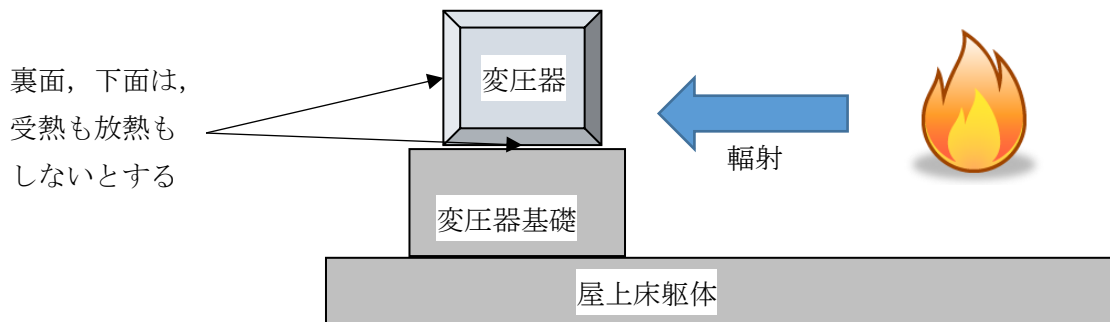 裏面，下面は，
受熱も放熱も
しないとする
変圧器
輻射
変圧器基礎
屋上床躯体